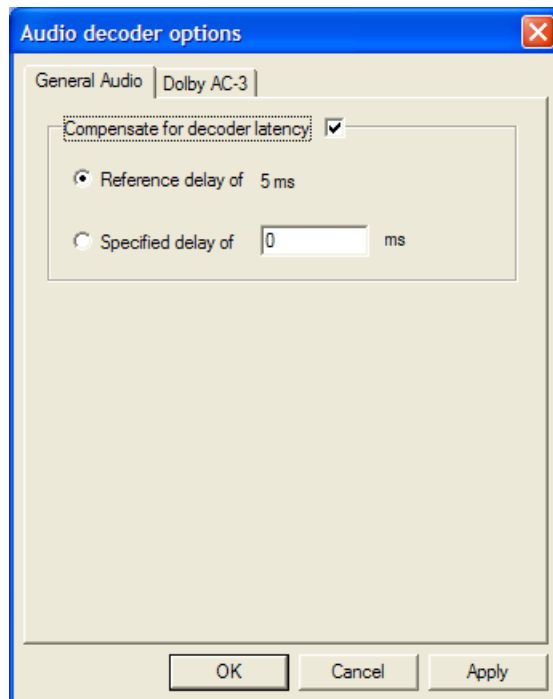 Audio decoder options
General Audio Dolby AC-3
Compensate for decoder latency
Reference delay of 5 ms
Specified delay of 0 ms
OK Cancel Apply